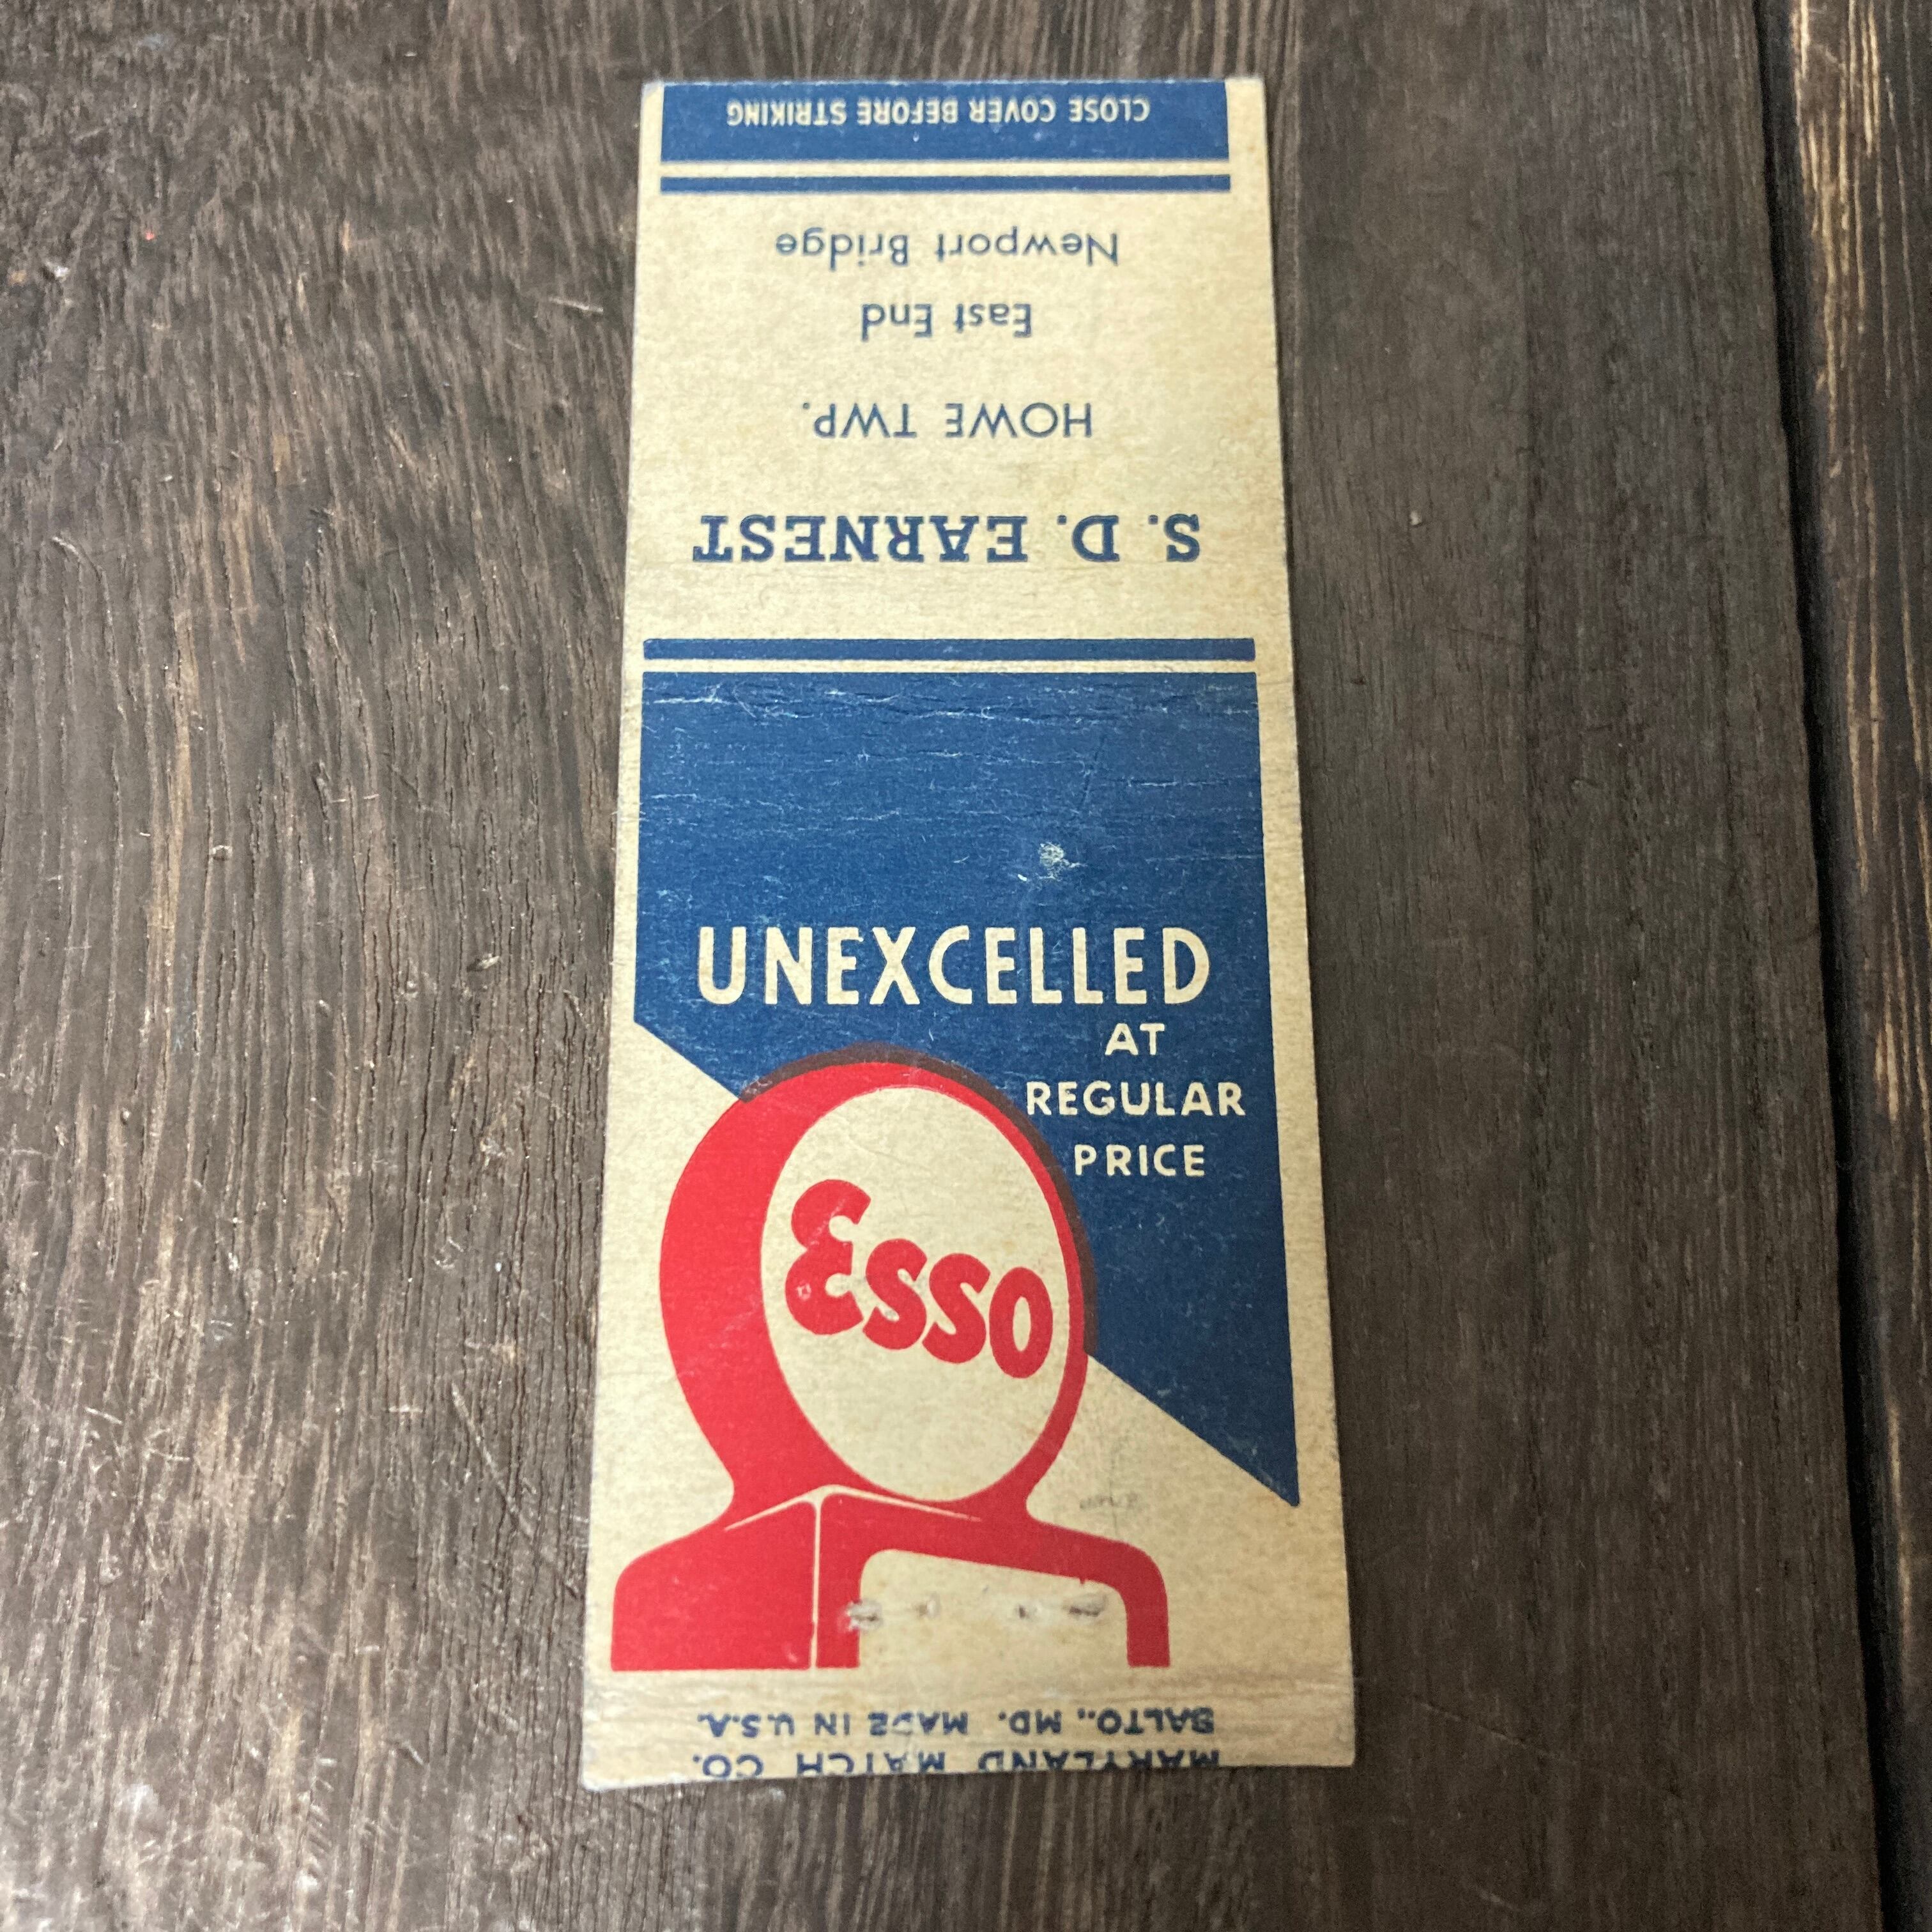 CLOSE COVER BEFORE STRIKING
S. D. EARNEST
HOWE TWP.
East End
Newport Bridge
UNEXCELLED
AT
REGULAR
PRICE
Esso
MARYLAND MATCH CO.
BALTO., MD. MADE IN U.S.A.